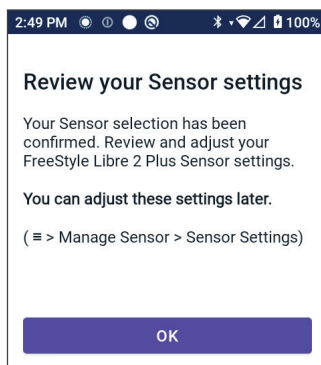 2:49 PM 100%
Review your Sensor settings
Your Sensor selection has been
confirmed. Review and adjust your
FreeStyle Libre 2 Plus Sensor settings.
You can adjust these settings later.
( ≡ > Manage Sensor > Sensor Settings)
OK